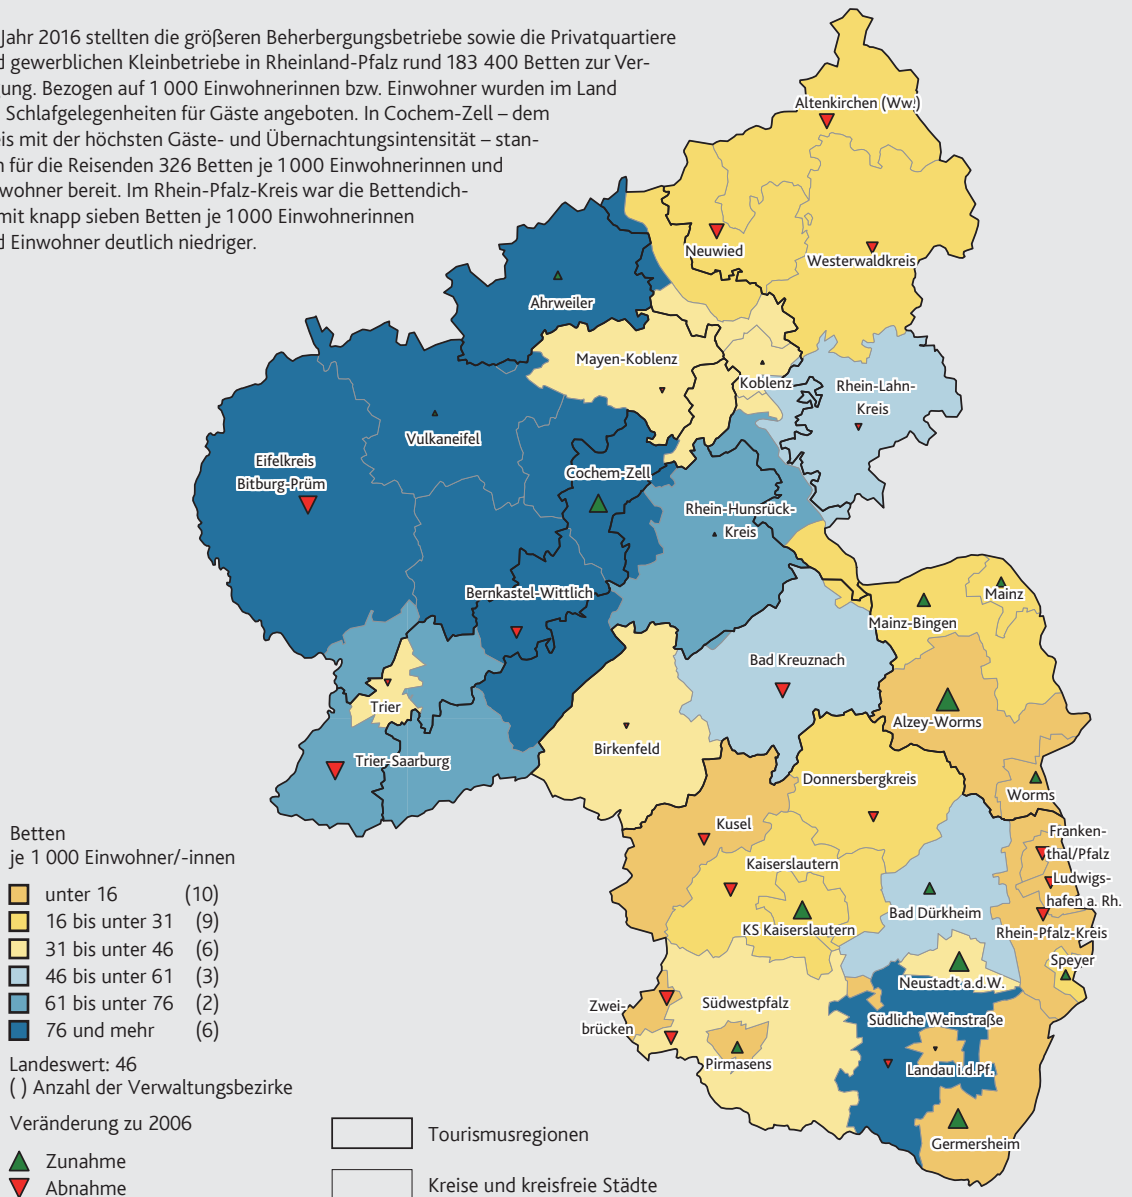 Jahr 2016 stellten die größeren Beherbergungsbetriebe sowie die Privatquartiere
gewerblichen Kleinbetriebe in Rheinland-Pfalz rund 183 400 Betten zur Ver-
gung. Bezogen auf 1 000 Einwohnerinnen bzw. Einwohner wurden im Land
Schlafgelegenheiten für Gäste angeboten. In Cochem-Zell – dem
eis mit der höchsten Gäste- und Übernachtungsintensität – stan-
n für die Reisenden 326 Betten je 1 000 Einwohnerinnen und
wohner bereit. Im Rhein-Pfalz-Kreis war die Bettendich-
mit knapp sieben Betten je 1 000 Einwohnerinnen
d Einwohner deutlich niedriger.
Altenkirchen (Ww.)
Neuwied
Westerwaldkreis
Ahrweiler
Mayen-Koblenz
Koblenz
Rhein-Lahn-
Kreis
Vulkaneifel
Eifelkreis
Bitburg-Prüm
Cochem-Zell
Rhein-Hunsrück-
Kreis
Bernkastel-Wittlich
Mainz
Mainz-Bingen
Bad Kreuznach
Trier
Alzey-Worms
Birkenfeld
Trier-Saarburg
Donnersbergkreis
Worms
Kusel
Franken-
thal/Pfalz
Kaiserslautern
Ludwigs-
hafen a. Rh.
Bad Dürkheim
KS Kaiserslautern
Rhein-Pfalz-Kreis
Speyer
Neustadt a.d.W.
Zwei-
brücken
Südwestpfalz
Südliche Weinstraße
Pirmasens
Landau i.d.Pf.
Germersheim
Betten
je 1 000 Einwohner/-innen
unter 16 (10)
16 bis unter 31 (9)
31 bis unter 46 (6)
46 bis unter 61 (3)
61 bis unter 76 (2)
76 und mehr (6)
Landeswert: 46
( ) Anzahl der Verwaltungsbezirke
Veränderung zu 2006
Zunahme
Abnahme
Tourismusregionen
Kreise und kreisfreie Städte